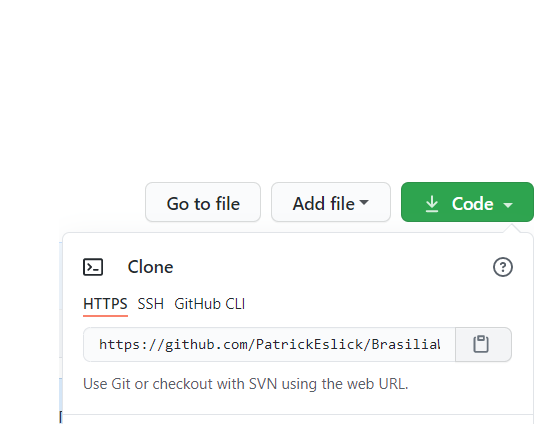 Go to file Add file Code
Clone
HTTPS SSH GitHub CLI
https://github.com/PatrickEslick/Brasilia
Use Git or checkout with SVN using the web URL.